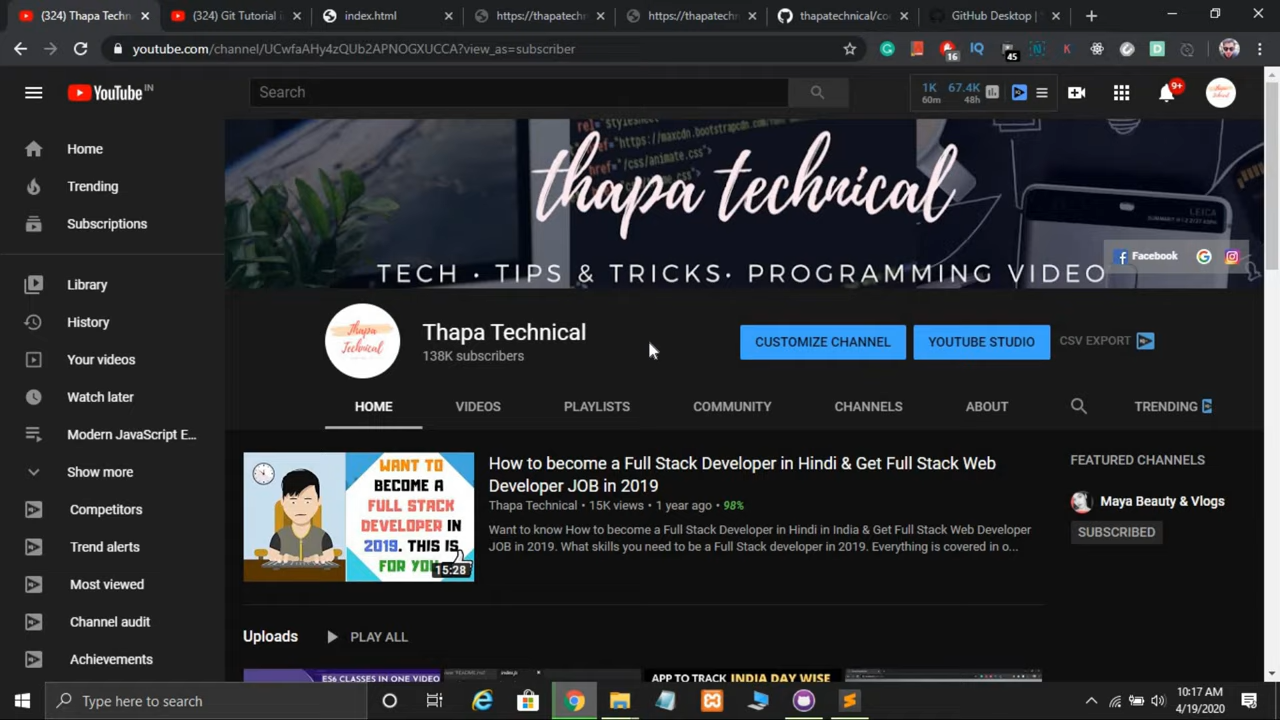 (324) Thapa Techn
(324) Git Tutorial i
index.html
https://thapatechn
https://thapatechn
thapatechnical/co
GitHub Desktop |
youtube.com/channel/UCwfaAHy4zQUb2APNOGXUCCA?view_as=subscriber
16
45
YouTube IN
Search
1K 67.4K
60m 48h
9+
Home
Trending
Subscriptions
Library
History
Your videos
Watch later
Modern JavaScript E...
Show more
Competitors
Trend alerts
Most viewed
Channel audit
Achievements
thapa technical
TECH • TIPS & TRICKS• PROGRAMMING VIDEO
Facebook
Thapa Technical
Thapa Technical
138K subscribers
CUSTOMIZE CHANNEL
YOUTUBE STUDIO
CSV EXPORT
HOME
VIDEOS
PLAYLISTS
COMMUNITY
CHANNELS
ABOUT
TRENDING
WANT TO
BECOME A
FULL STACK
DEVELOPER IN
2019. THIS IS
FOR YOU
15:28
How to become a Full Stack Developer in Hindi & Get Full Stack Web
Developer JOB in 2019
Thapa Technical • 15K views • 1 year ago • 98%
Want to know How to become a Full Stack Developer in Hindi in India & Get Full Stack Web Developer
JOB in 2019. What skills you need to be a Full Stack developer in 2019. Everything is covered in o...
FEATURED CHANNELS
Maya Beauty & Vlogs
SUBSCRIBED
Uploads
PLAY ALL
ES6 CLASSES IN ONE VIDEO
APP TO TRACK INDIA DAY WISE
Type here to search
10:17 AM
4/19/2020